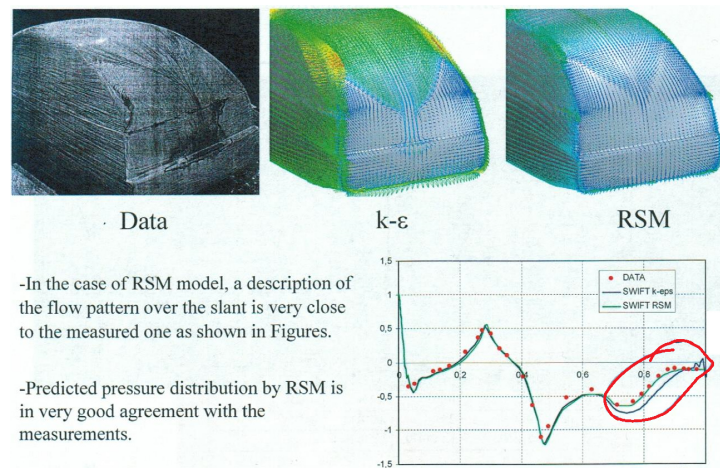 Data
k-ε
RSM
-In the case of RSM model, a description of
the flow pattern over the slant is very close
to the measured one as shown in Figures.
-Predicted pressure distribution by RSM is
in very good agreement with the
measurements.
1,5
1
0,5
0
-0,5
-1
-1,5
0
0,2
0,4
0,6
0,8
1
DATA
SWIFT k-eps
SWIFT RSM